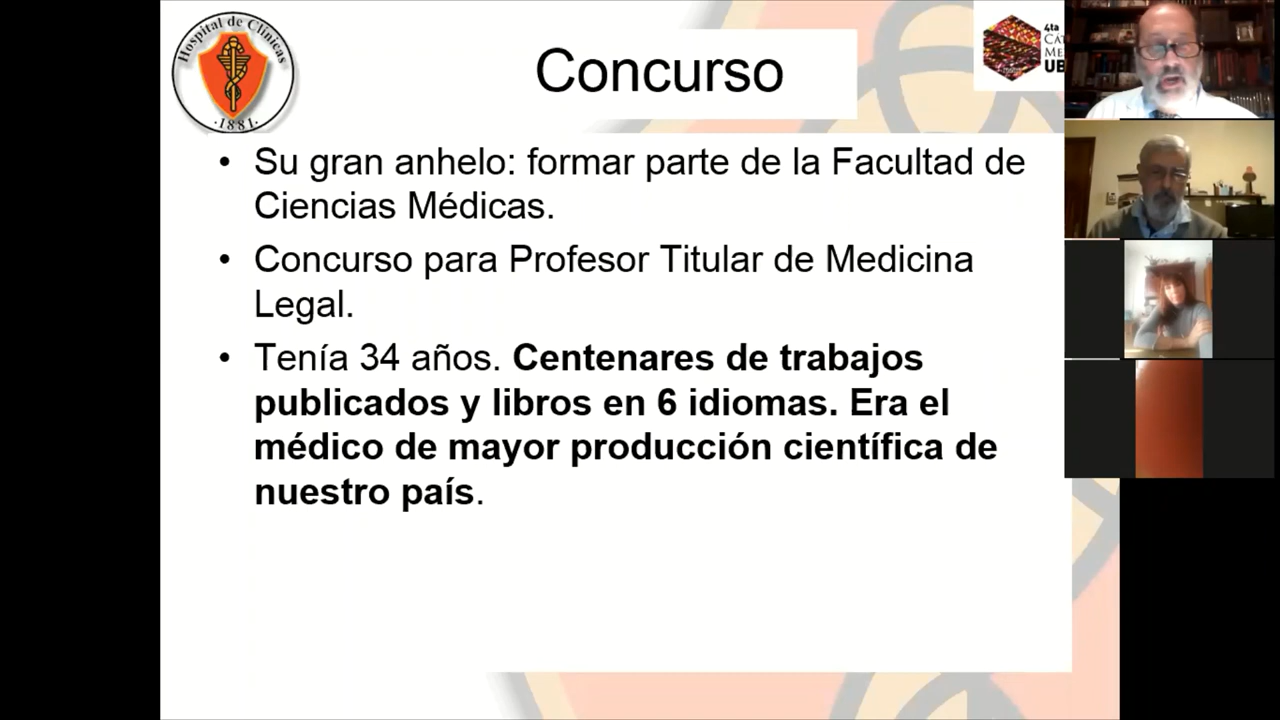 Hospital de Clínicas
·1881·
Concurso
4ta
UB
• Su gran anhelo: formar parte de la Facultad de
Ciencias Médicas.
• Concurso para Profesor Titular de Medicina
Legal.
• Tenía 34 años. Centenares de trabajos
publicados y libros en 6 idiomas. Era el
médico de mayor producción científica de
nuestro país.